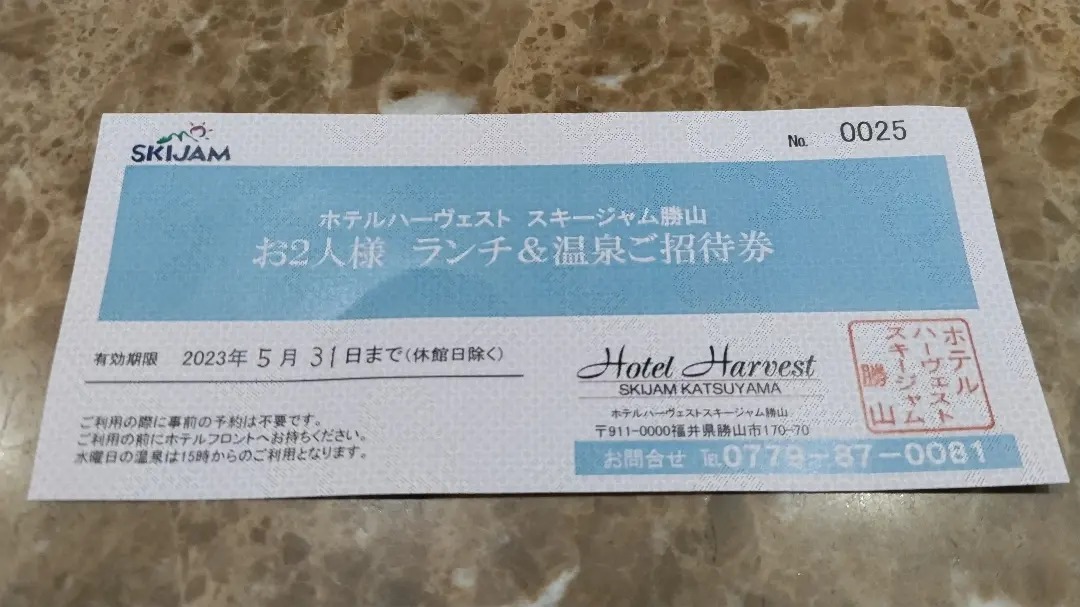 SKIJAM
No. 0025
ホテルハーヴェスト スキージャム勝山
お2人様 ランチ&温泉ご招待券
有効期限 2023年5月31日まで(休館日除く)
ご利用の際に事前の予約は不要です。
ご利用の前にホテルフロントへお持ちください。
水曜日の温泉は15時からのご利用となります。
Hotel Harvest
SKIJAM KATSUYAMA
ホテルハーヴェストスキージャム勝山
〒911-0000福井県勝山市170-70
お問合せ TEL0779-87-0081
ホテル
ハーヴェスト
スキージャム
勝山